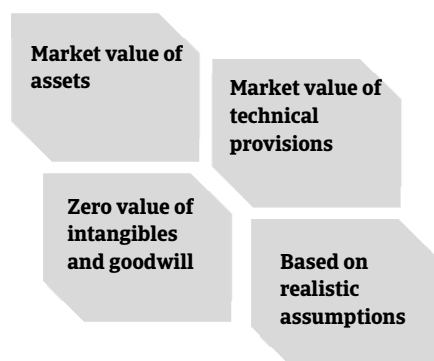 Market value of
assets
Market value of
technical
provisions
Zero value of
intangibles
and goodwill
Based on
realistic
assumptions